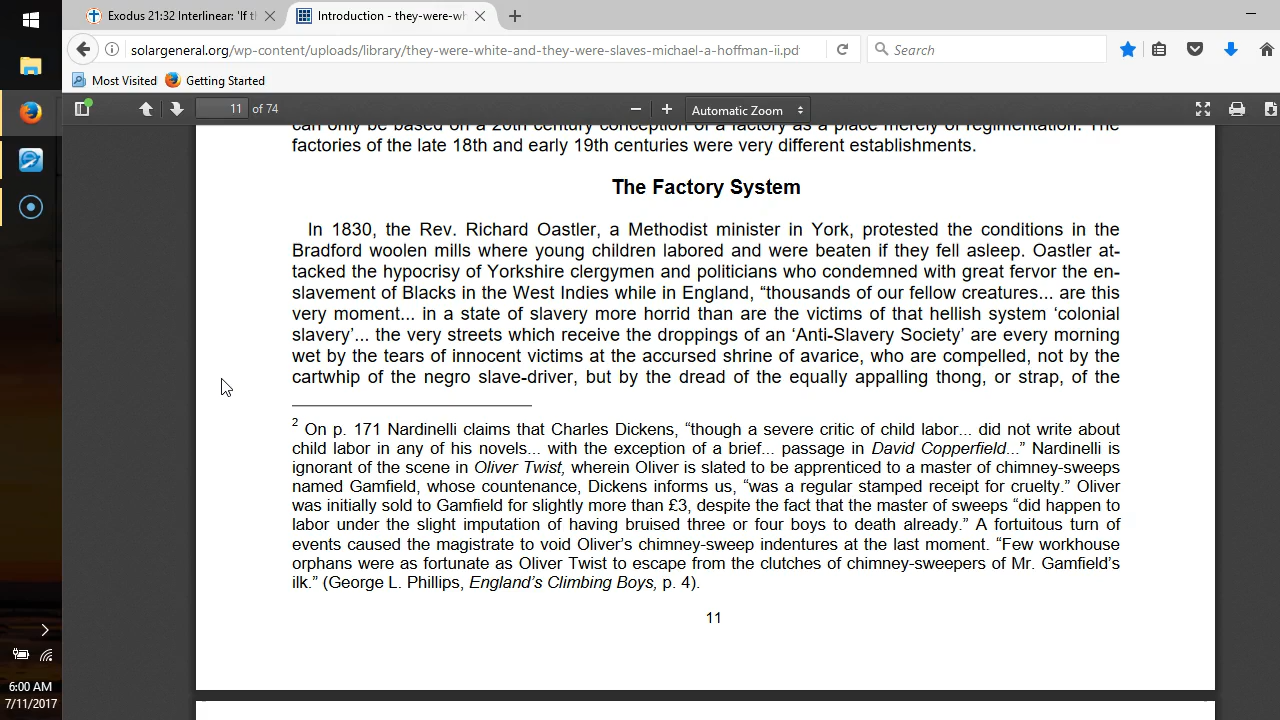 Exodus 21:32 Interlinear: 'If t
Introduction - they-were-wh
solargeneral.org/wp-content/uploads/library/they-were-white-and-they-were-slaves-michael-a-hoffman-ii.pdf
Search
Most Visited
Getting Started
11 of 74
Automatic Zoom
can only be based on a 20th century conception of a factory as a place merely of regimentation. The
factories of the late 18th and early 19th centuries were very different establishments.
The Factory System
In 1830, the Rev. Richard Oastler, a Methodist minister in York, protested the conditions in the
Bradford woolen mills where young children labored and were beaten if they fell asleep. Oastler at-
tacked the hypocrisy of Yorkshire clergymen and politicians who condemned with great fervor the en-
slavement of Blacks in the West Indies while in England, “thousands of our fellow creatures... are this
very moment... in a state of slavery more horrid than are the victims of that hellish system ‘colonial
slavery’... the very streets which receive the droppings of an ‘Anti-Slavery Society’ are every morning
wet by the tears of innocent victims at the accursed shrine of avarice, who are compelled, not by the
cartwhip of the negro slave-driver, but by the dread of the equally appalling thong, or strap, of the
2 On p. 171 Nardinelli claims that Charles Dickens, “though a severe critic of child labor... did not write about
child labor in any of his novels... with the exception of a brief... passage in David Copperfield...” Nardinelli is
ignorant of the scene in Oliver Twist, wherein Oliver is slated to be apprenticed to a master of chimney-sweeps
named Gamfield, whose countenance, Dickens informs us, “was a regular stamped receipt for cruelty.” Oliver
was initially sold to Gamfield for slightly more than £3, despite the fact that the master of sweeps “did happen to
labor under the slight imputation of having bruised three or four boys to death already.” A fortuitous turn of
events caused the magistrate to void Oliver’s chimney-sweep indentures at the last moment. “Few workhouse
orphans were as fortunate as Oliver Twist to escape from the clutches of chimney-sweepers of Mr. Gamfield’s
ilk.” (George L. Phillips, England’s Climbing Boys, p. 4).
11
6:00 AM
7/11/2017